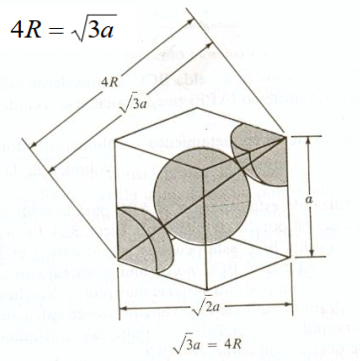 4R = √3a
4R
√3a
a
√2a
√3a = 4R